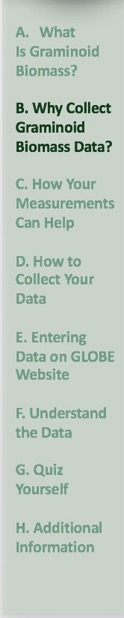 A. What
Is Graminoid
Biomass?
B. Why Collect
Graminoid
Biomass Data?
C. How Your
Measurements
Can Help
D. How to
Collect Your
Data
E. Entering
Data on GLOBE
Website
F. Understand
the Data
G. Quiz
Yourself
H. Additional
Information